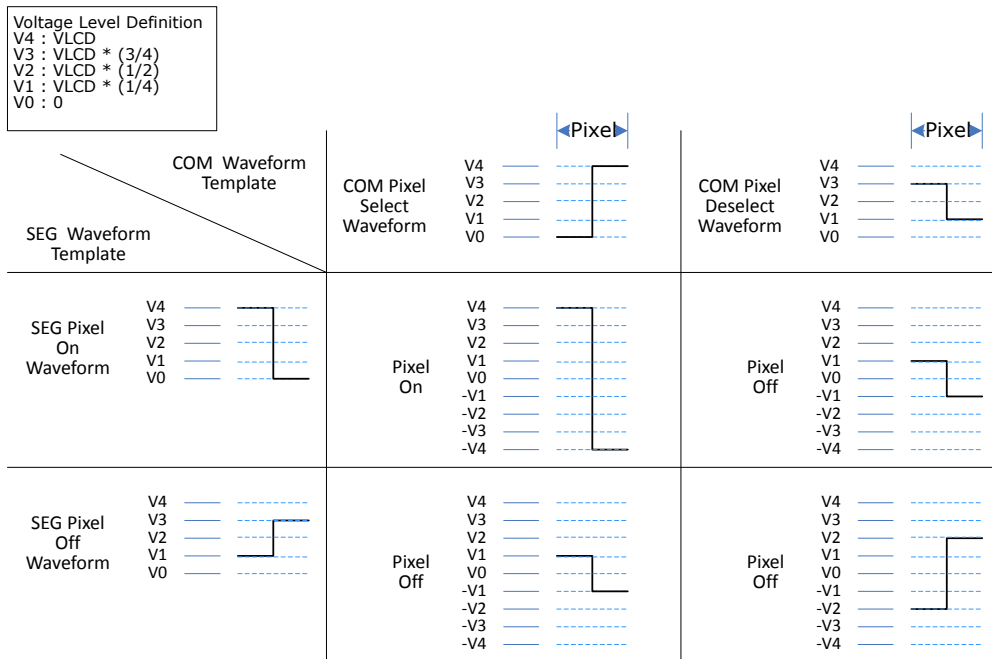 Voltage Level Definition
V4 : VLCD
V3 : VLCD * (3/4)
V2 : VLCD * (1/2)
V1 : VLCD * (1/4)
V0 : 0
COM Waveform
Template
SEG Waveform
Template
COM Pixel
Select
Waveform
V4
V3
V2
V1
V0
Pixel
COM Pixel
Deselect
Waveform
V4
V3
V2
V1
V0
Pixel
SEG Pixel
On
Waveform
V4
V3
V2
V1
V0
Pixel
On
V4
V3
V2
V1
V0
-V1
-V2
-V3
-V4
Pixel
Off
V4
V3
V2
V1
V0
-V1
-V2
-V3
-V4
SEG Pixel
Off
Waveform
V4
V3
V2
V1
V0
Pixel
Off
V4
V3
V2
V1
V0
-V1
-V2
-V3
-V4
Pixel
Off
V4
V3
V2
V1
V0
-V1
-V2
-V3
-V4